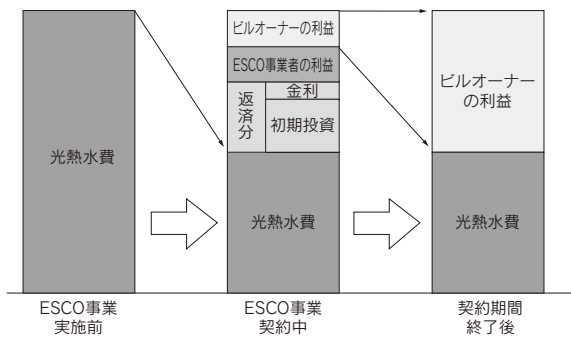 光熱水費
ESCO事業
実施前
ビルオーナーの利益
ESCO事業者の利益
返済分
金利
初期投資
光熱水費
ESCO事業
契約中
ビルオーナー
の利益
光熱水費
契約期間
終了後